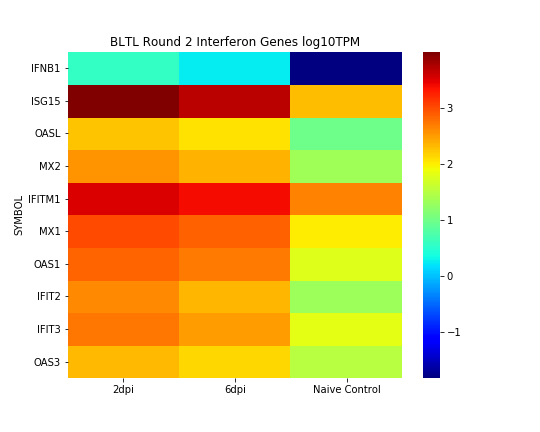 BLTL Round 2 Interferon Genes log10TPM
SYMBOL
IFNB1
ISG15
OASL
MX2
IFITM1
MX1
OAS1
IFIT2
IFIT3
OAS3
2dpi
6dpi
Naive Control
3
2
1
0
−1